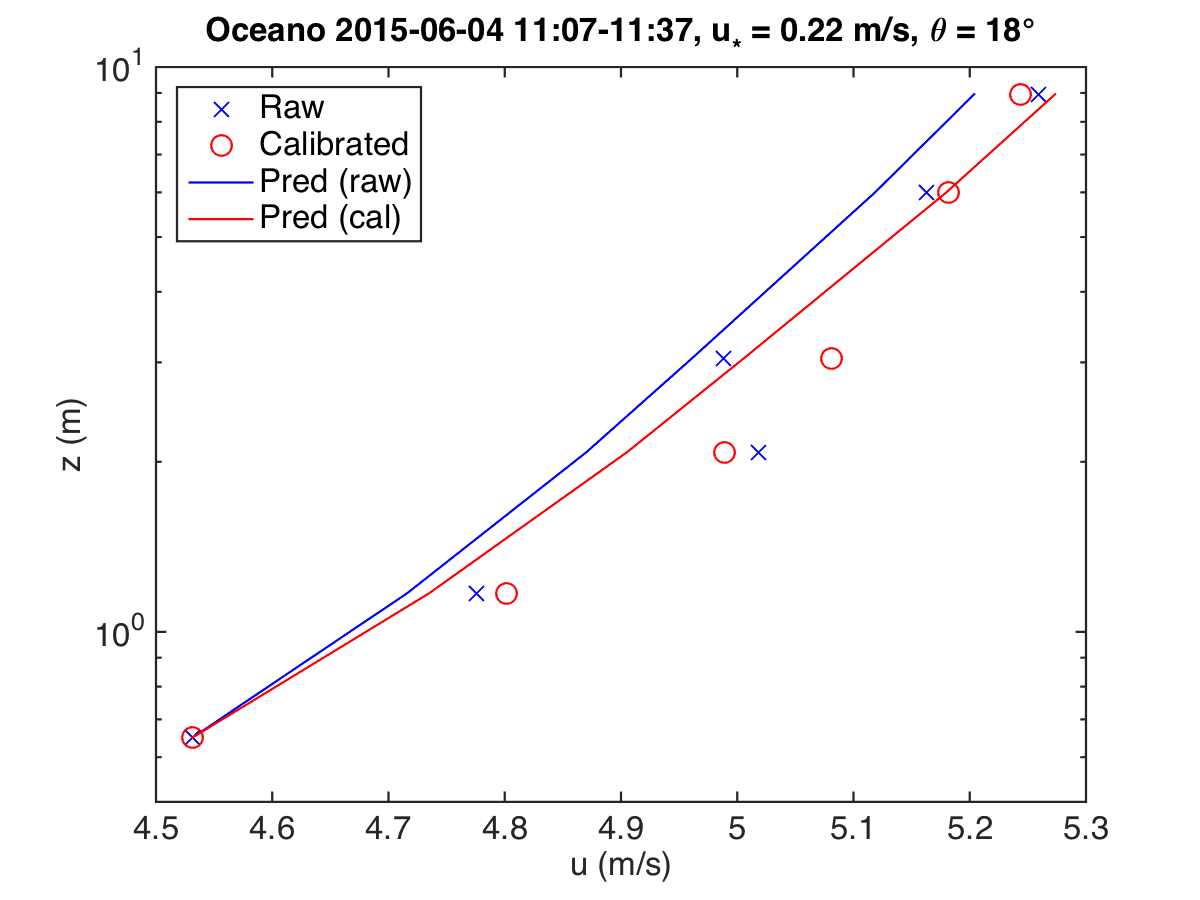 Oceano 2015-06-04 11:07-11:37, u* = 0.22 m/s, θ = 18°
10¹
Raw
Calibrated
Pred (raw)
Pred (cal)
z (m)
10⁰
4.5 4.6 4.7 4.8 4.9 5 5.1 5.2 5.3
u (m/s)